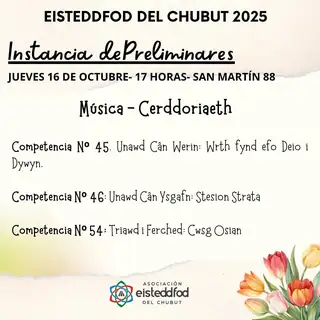 EISTEDDFOD DEL CHUBUT 2025
Instancia de Preliminares
JUEVES 16 DE OCTUBRE- 17 HORAS- SAN MARTÍN 88
Música - Cerddoriaeth
Competencia Nº 45. Unawd Cân Werin: Wrth fynd efo Deio i
Dywyn.
Competencia Nº 46: Unawd Cân Ysgafn: Stesion Strata
Competencia Nº 54: Triawd i Ferched: Cwsg Osian
ASOCIACIÓN
eisteddfod
DEL CHUBUT